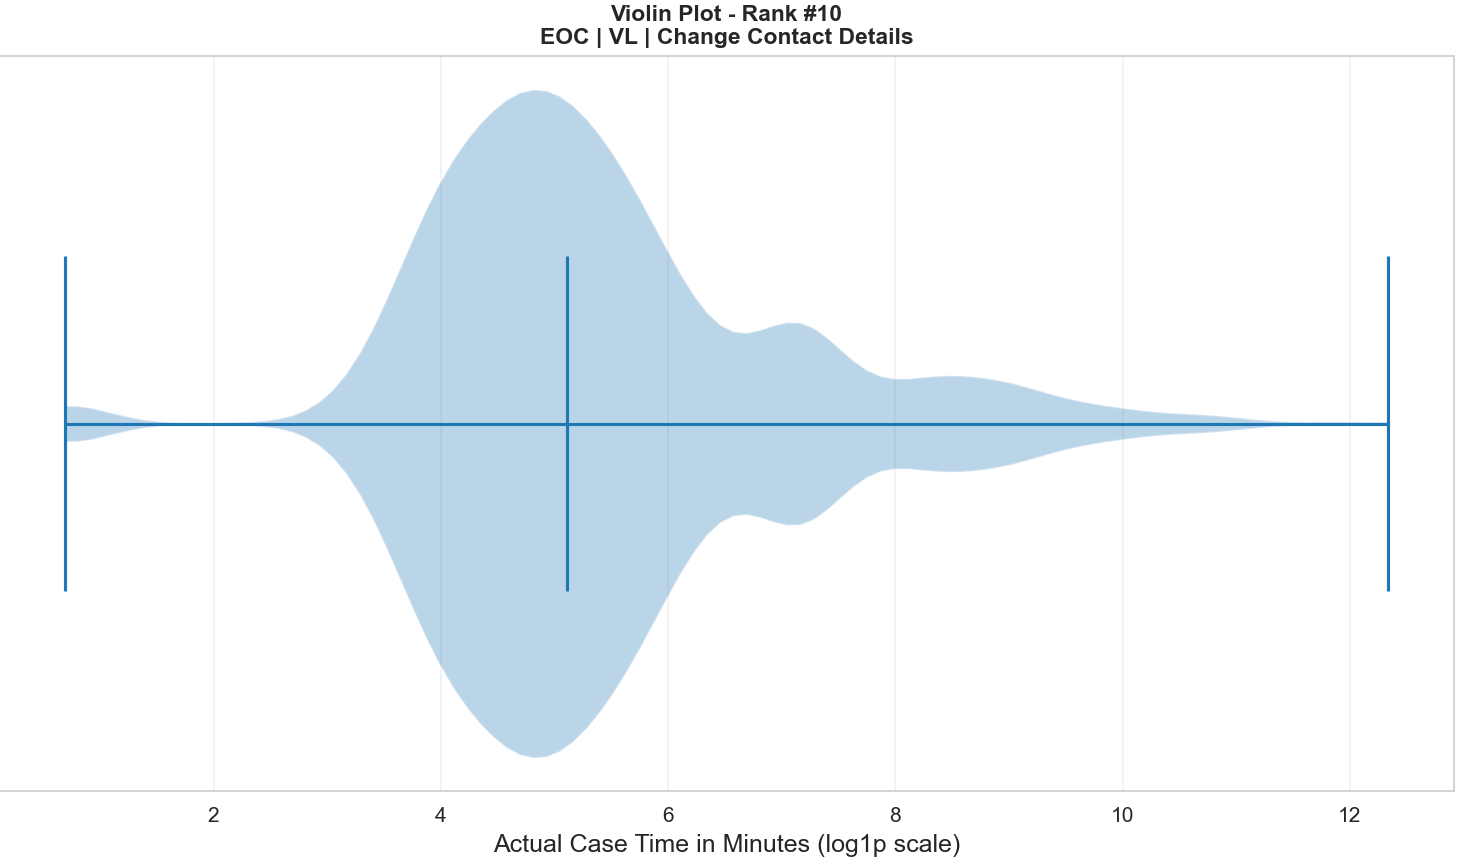 Violin Plot - Rank #10
EOC | VL | Change Contact Details
2 4 6 8 10 12
Actual Case Time in Minutes (log1p scale)